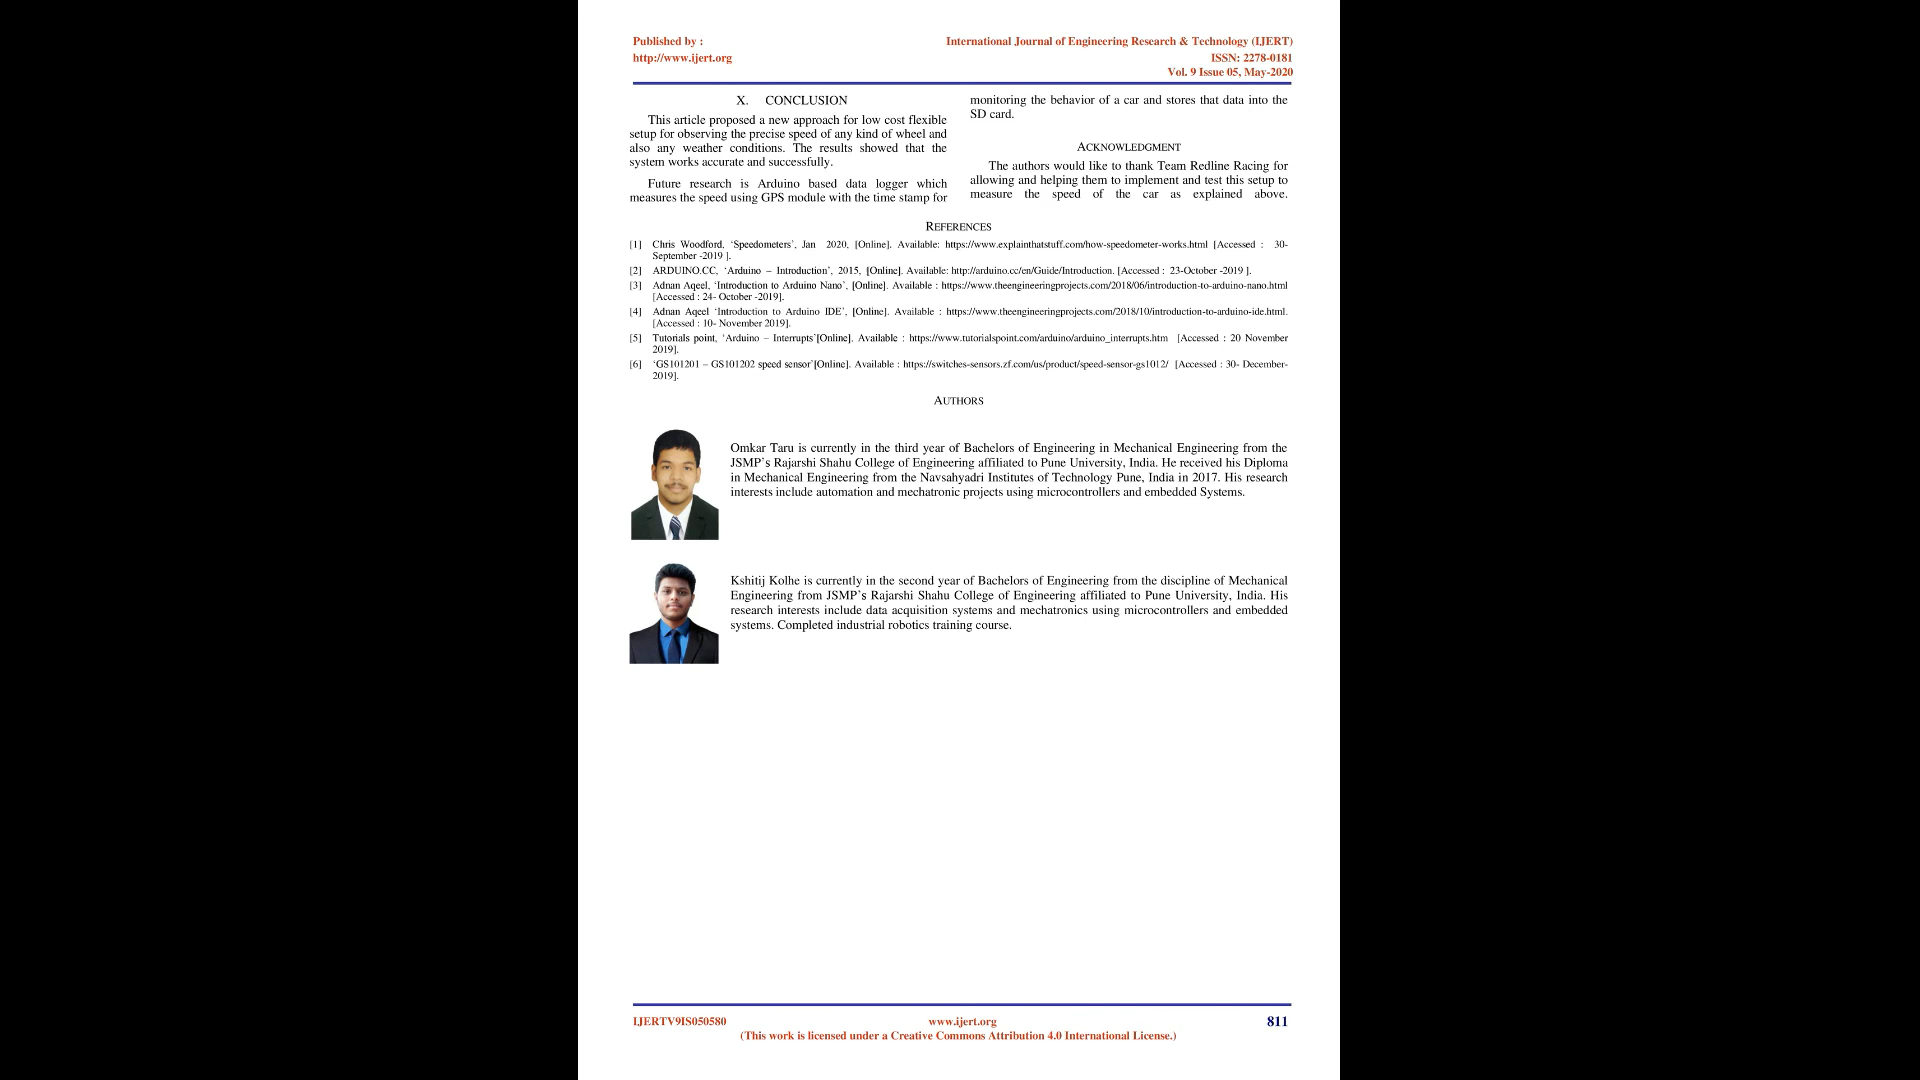 Published by :
http://www.ijert.org
International Journal of Engineering Research & Technology (IJERT)
ISSN: 2278-0181
Vol. 9 Issue 05, May-2020
X. CONCLUSION
This article proposed a new approach for low cost flexible
setup for observing the precise speed of any kind of wheel and
also any weather conditions. The results showed that the
system works accurate and successfully.
Future research is Arduino based data logger which
measures the speed using GPS module with the time stamp for
monitoring the behavior of a car and stores that data into the
SD card.
ACKNOWLEDGMENT
The authors would like to thank Team Redline Racing for
allowing and helping them to implement and test this setup to
measure the speed of the car as explained above.
REFERENCES
[1] Chris Woodford, ‘Speedometers’, Jan 2020, [Online]. Available: https://www.explainthatstuff.com/how-speedometer-works.html [Accessed : 30-
September -2019 ].
[2] ARDUINO.CC, ‘Arduino – Introduction’, 2015, [Online]. Available: http://arduino.cc/en/Guide/Introduction. [Accessed : 23-October -2019 ].
[3] Adnan Aqeel, ‘Introduction to Arduino Nano’, [Online]. Available : https://www.theengineeringprojects.com/2018/06/introduction-to-arduino-nano.html
[Accessed : 24- October -2019].
[4] Adnan Aqeel ‘Introduction to Arduino IDE’, [Online]. Available : https://www.theengineeringprojects.com/2018/10/introduction-to-arduino-ide.html.
[Accessed : 10- November 2019].
[5] Tutorials point, ‘Arduino – Interrupts’[Online]. Available : https://www.tutorialspoint.com/arduino/arduino_interrupts.htm [Accessed : 20 November
2019].
[6] ‘GS101201 – GS101202 speed sensor’[Online]. Available : https://switches-sensors.zf.com/us/product/speed-sensor-gs1012/ [Accessed : 30- December-
2019].
AUTHORS
Omkar Taru is currently in the third year of Bachelors of Engineering in Mechanical Engineering from the
JSMP’s Rajarshi Shahu College of Engineering affiliated to Pune University, India. He received his Diploma
in Mechanical Engineering from the Navsahyadri Institutes of Technology Pune, India in 2017. His research
interests include automation and mechatronic projects using microcontrollers and embedded Systems.
Kshitij Kolhe is currently in the second year of Bachelors of Engineering from the discipline of Mechanical
Engineering from JSMP’s Rajarshi Shahu College of Engineering affiliated to Pune University, India. His
research interests include data acquisition systems and mechatronics using microcontrollers and embedded
systems. Completed industrial robotics training course.
IJERTV9IS050580
www.ijert.org
811
(This work is licensed under a Creative Commons Attribution 4.0 International License.)